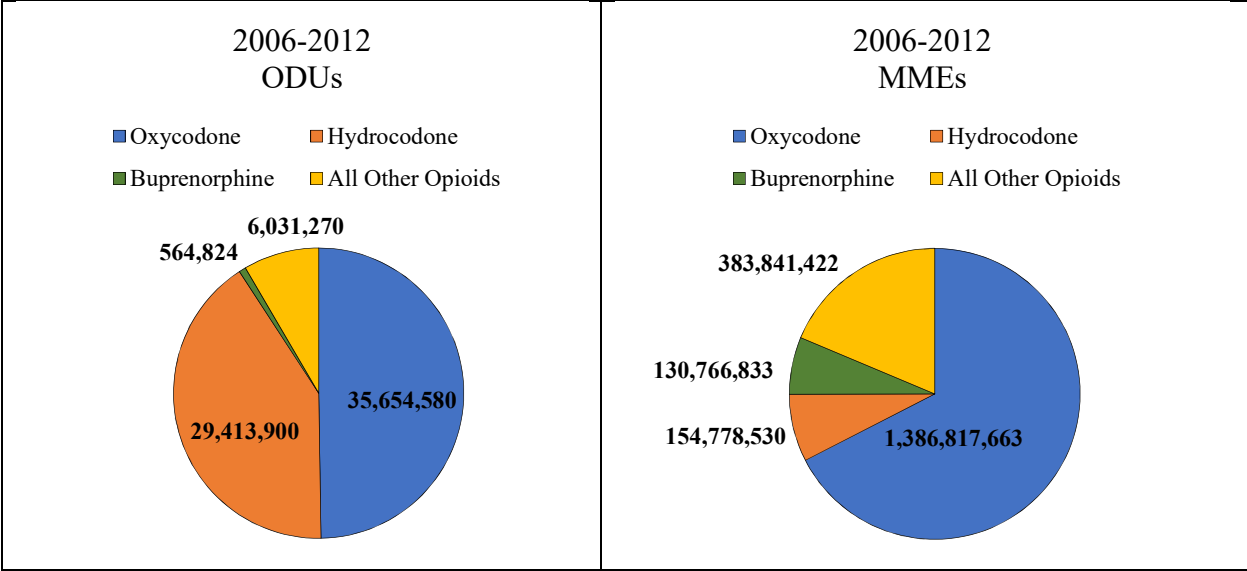 2006-2012
ODUs
Oxycodone Hydrocodone
Buprenorphine All Other Opioids
6,031,270
564,824
35,654,580
29,413,900
2006-2012
MMEs
Oxycodone Hydrocodone
Buprenorphine All Other Opioids
383,841,422
130,766,833
154,778,530
1,386,817,663